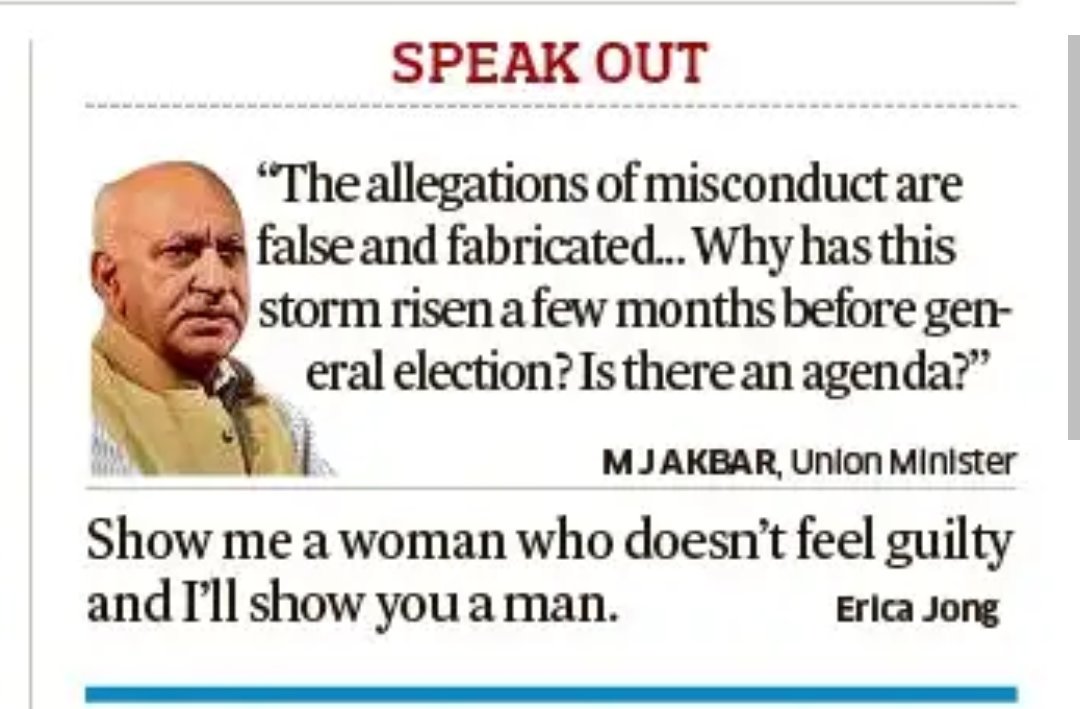 SPEAK OUT
“The allegations of misconduct are
false and fabricated... Why has this
storm risen a few months before gen-
eral election? Is there an agenda?”
M J AKBAR, Union Minister
Show me a woman who doesn’t feel guilty
and I’ll show you a man. Erica Jong